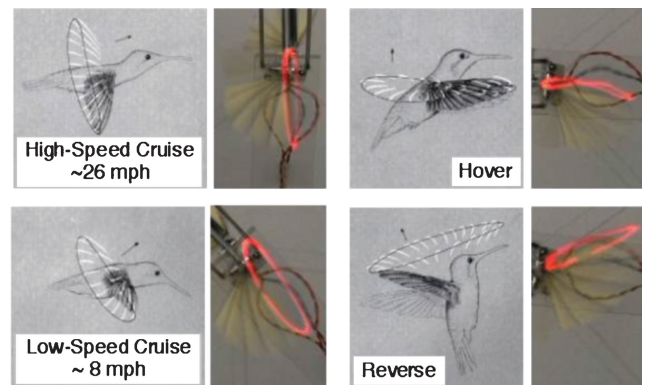 High-Speed Cruise
~26 mph
Hover
Low-Speed Cruise
~ 8 mph
Reverse